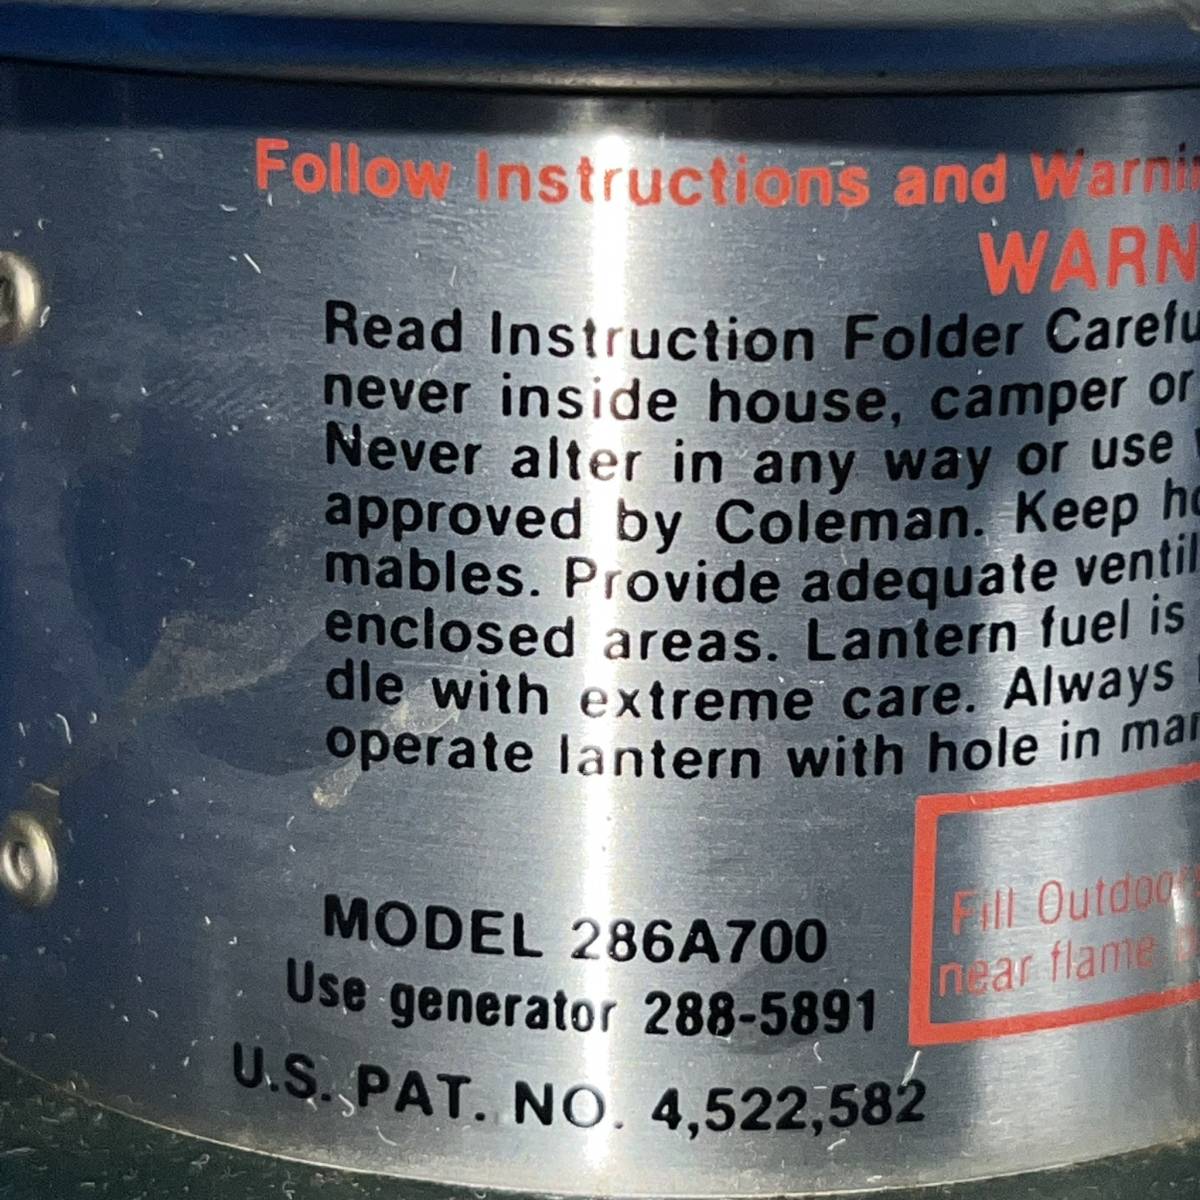 Follow Instructions and Warni
WARN
Read Instruction Folder Carefu
never inside house, camper or
Never alter in any way or use
approved by Coleman. Keep
mables. Provide adequate ventil
enclosed areas. Lantern fuel is
dle with extreme care. Always
operate lantern with hole in man
Fill Outdoor
near flame
MODEL 286A700
Use generator 288-5891
U.S. PAT. NO. 4,522,582